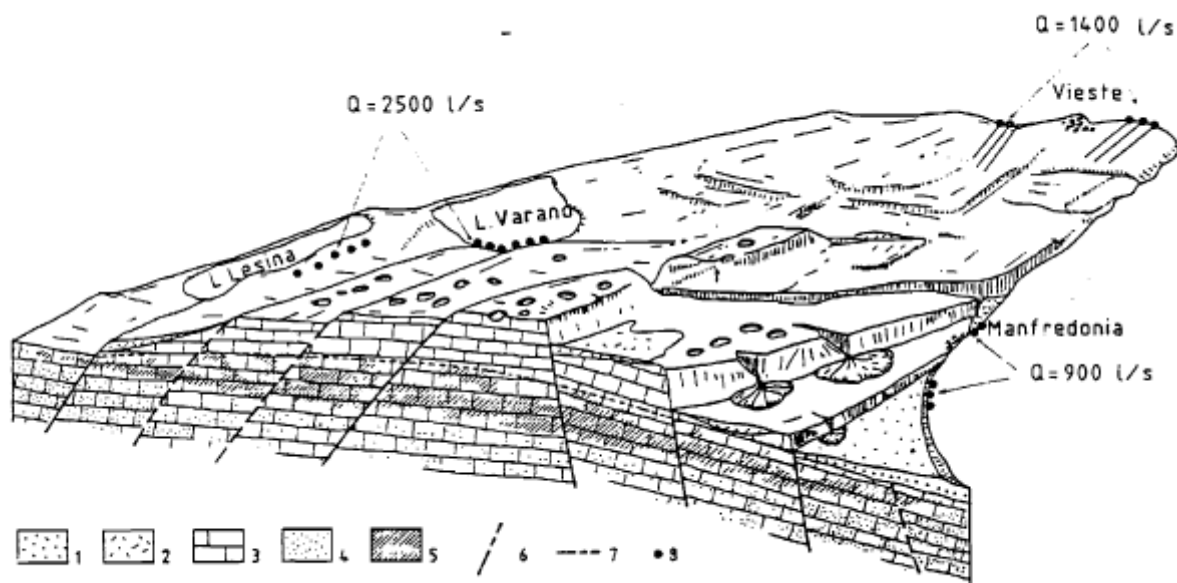 Q=1400 l/s
Vieste
Q=2500 l/s
L.Varano
L.Lesina
Manfredonia
Q=900 l/s
1 2 3 4 5 6 7 8